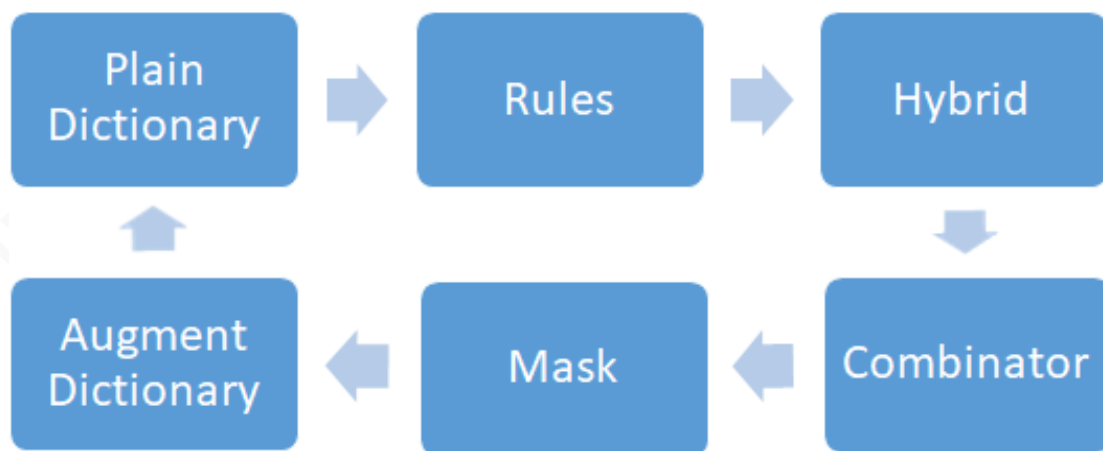 Plain
Dictionary
Rules
Hybrid
Augment
Dictionary
Mask
Combinator